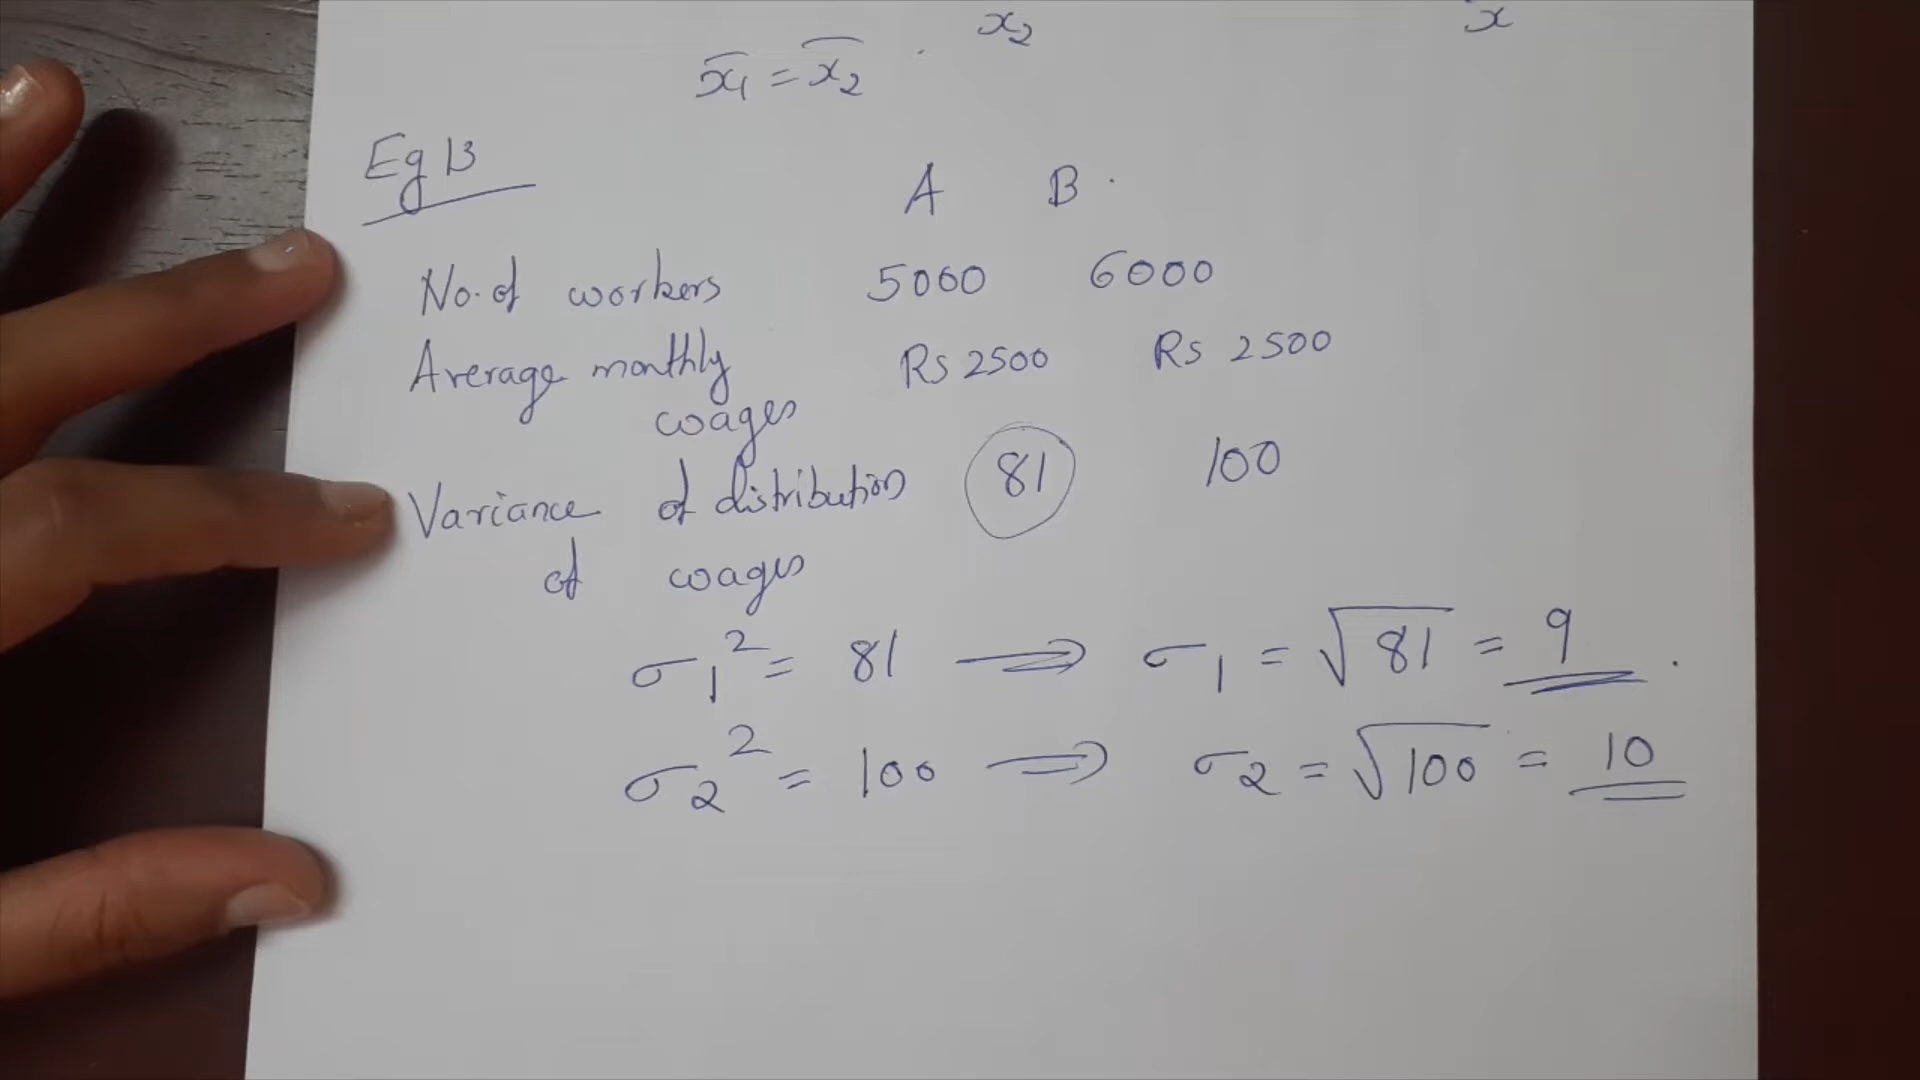 x₂ x
x̄₁ = x̄₂
Eg 13
A B
No. of workers 5000 6000
Average monthly Rs 2500 Rs 2500
wages
Variance of distribution 81 100
of wages
σ₁² = 81 ⟹ σ₁ = √81 = 9
σ₂² = 100 ⟹ σ₂ = √100 = 10